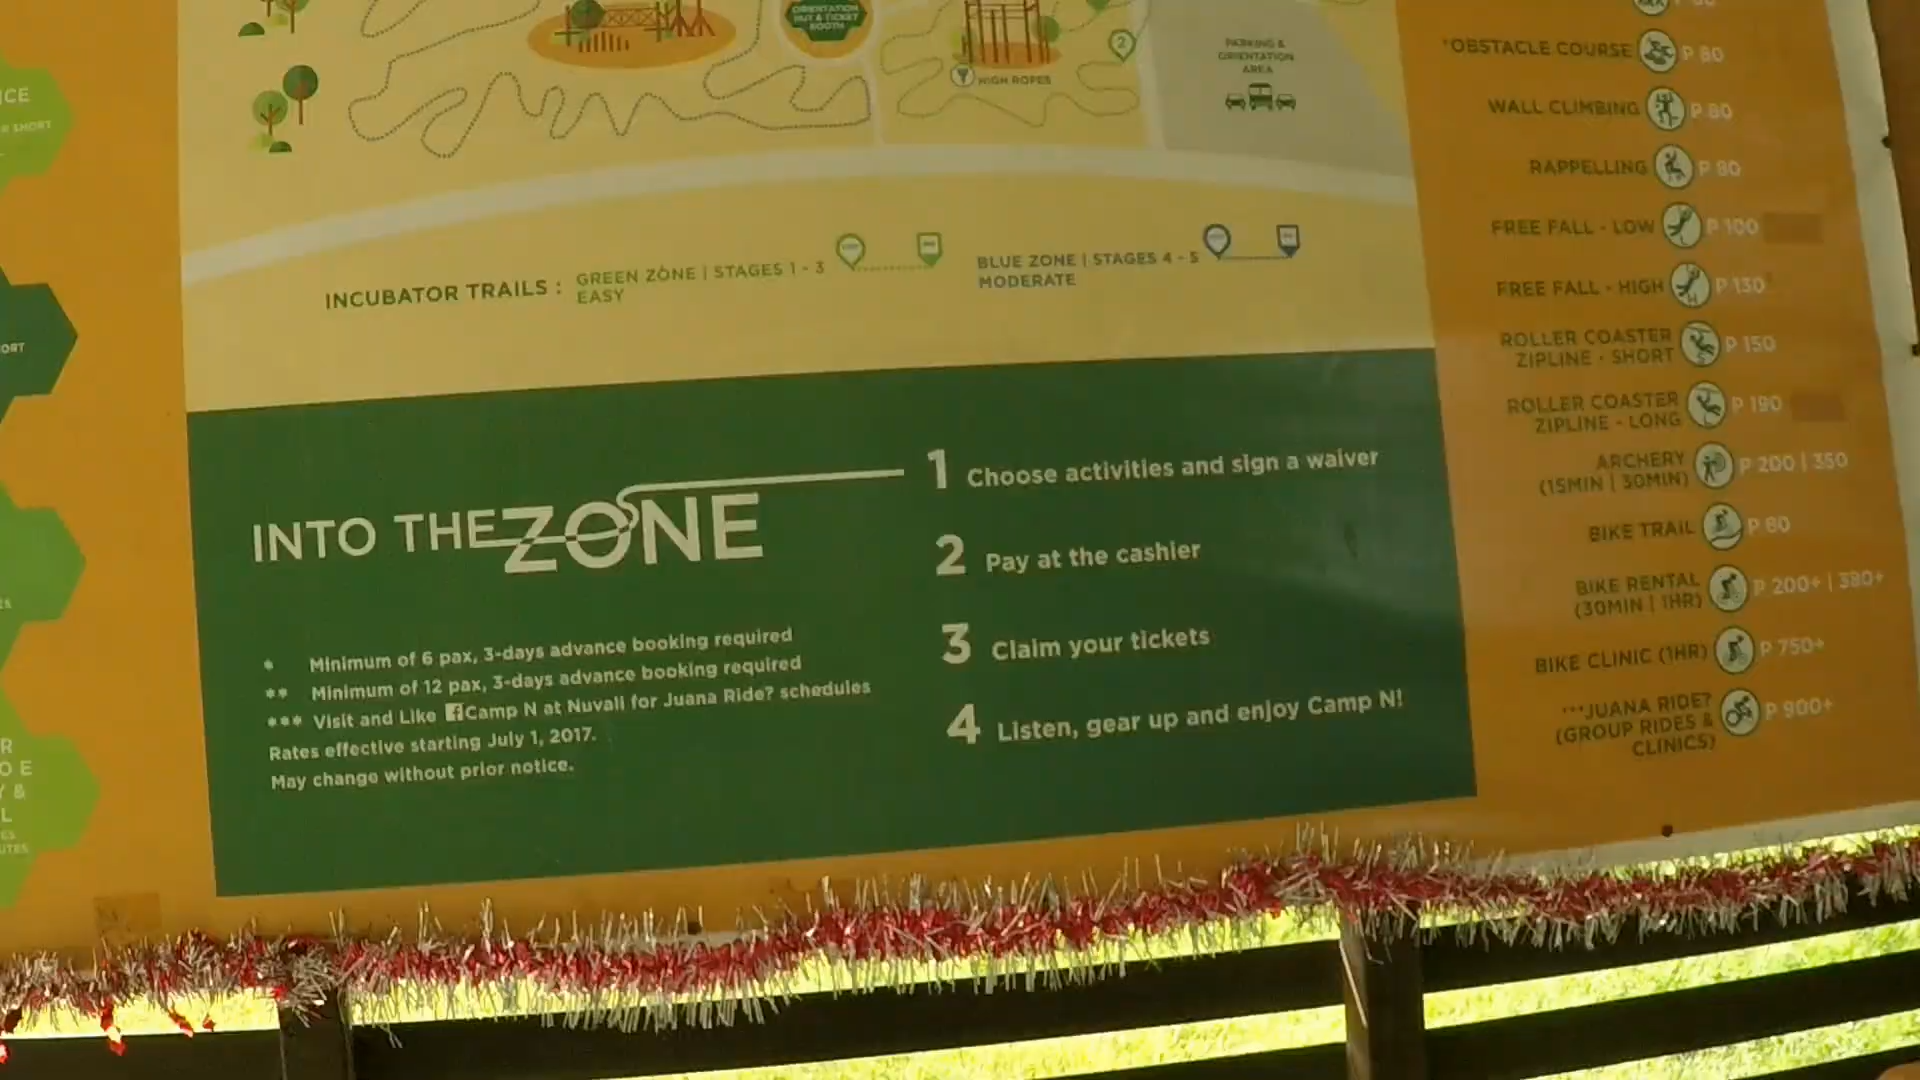 ORIENTATION
HUT & TICKET
BOOTH
HIGH ROPES
2
PARKING &
ORIENTATION
AREA
INCUBATOR TRAILS :
GREEN ZONE | STAGES 1 - 3
EASY
BLUE ZONE | STAGES 4 - 5
MODERATE
INTO THE ZONE
1 Choose activities and sign a waiver
2 Pay at the cashier
3 Claim your tickets
4 Listen, gear up and enjoy Camp N!
* Minimum of 6 pax, 3-days advance booking required
** Minimum of 12 pax, 3-days advance booking required
*** Visit and Like f Camp N at Nuvali for Juana Ride? schedules
Rates effective starting July 1, 2017.
May change without prior notice.
*OBSTACLE COURSE P 80
WALL CLIMBING P 80
RAPPELLING P 80
FREE FALL - LOW P 100
FREE FALL - HIGH P 130
ROLLER COASTER
ZIPLINE - SHORT P 150
ROLLER COASTER
ZIPLINE - LONG P 190
ARCHERY
(15MIN | 30MIN) P 200 | 350
BIKE TRAIL P 80
BIKE RENTAL
(30MIN | 1HR) P 200+ | 380+
BIKE CLINIC (1HR) P 750+
***JUANA RIDE?
(GROUP RIDES &
CLINICS) P 900+